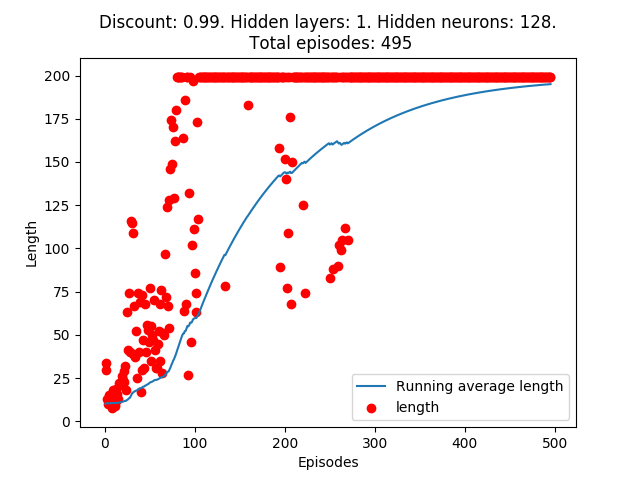 Discount: 0.99. Hidden layers: 1. Hidden neurons: 128.
Total episodes: 495
200
175
150
125
100
75
50
25
0
Length
0 100 200 300 400 500
Episodes
Running average length
length